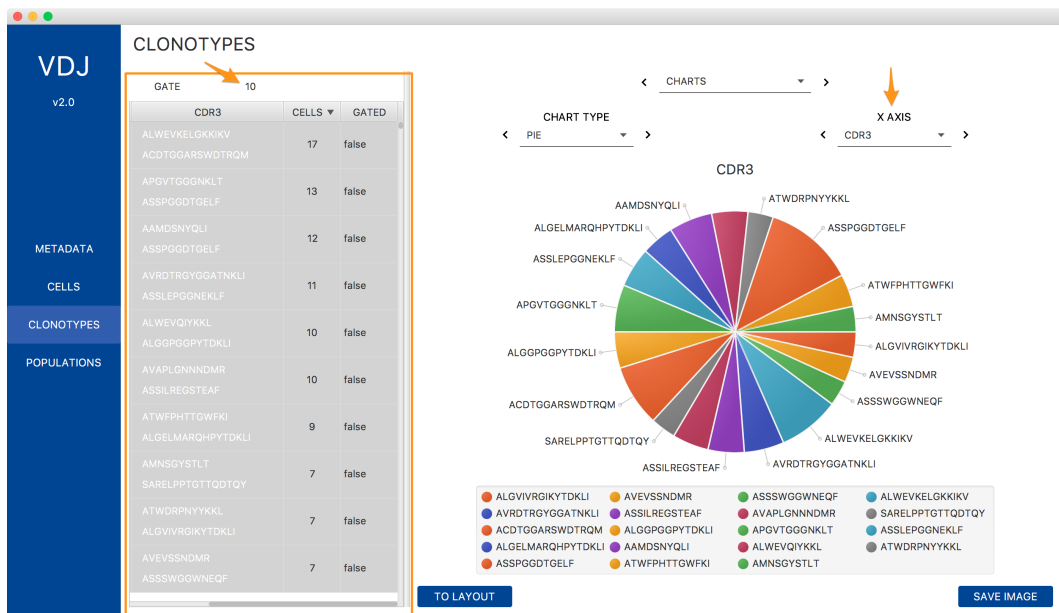 VDJ
v2.0
METADATA
CELLS
CLONOTYPES
POPULATIONS
CLONOTYPES
GATE 10
CDR3 CELLS ▼ GATED
ALWEVKELGKKIKV
ACDTGGARSWDTRQM
17 false
APGVTGGGNKLT
ASSPGGDTGELF
13 false
AAMDSNYQLI
ASSPGGDTGELF
12 false
AVRDTRGYGGATNKLI
ASSLEPGGNEKLF
11 false
ALWEVQIYKKL
ALGGPGGPYTDKLI
10 false
AVAPLGNNNDMR
ASSILREGSTEAF
10 false
ATWFPHTTGWFKI
ALGELMARQHPYTDKLI
9 false
AMNSGYSTLT
SARELPPTGTTQDTQY
7 false
ATWDRPNYYKKL
ALGVIVRGIKYTDKLI
7 false
AVEVSSNDMR
ASSSWGGWNEQF
7 false
< CHARTS >
CHART TYPE
< PIE >
X AXIS
< CDR3 >
CDR3
ATWDRPNYYKKL
AAMDSNYQLI
ASSPGGDTGELF
ALGELMARQHPYTDKLI
ASSLEPGGNEKLF
ATWFPHTTGWFKI
APGVTGGGNKLT
AMNSGYSTLT
ALGVIVRGIKYTDKLI
ALGGPGGPYTDKLI
AVEVSSNDMR
ASSSWGGWNEQF
ACDTGGARSWDTRQM
ALWEVKELGKKIKV
SARELPPTGTTQDTQY
AVRDTRGYGGATNKLI
ASSILREGSTEAF
ALGVIVRGIKYTDKLI AVEVSSNDMR ASSSWGGWNEQF ALWEVKELGKKIKV
AVRDTRGYGGATNKLI ASSILREGSTEAF AVAPLGNNNDMR SARELPPTGTTQDTQY
ACDTGGARSWDTRQM ALGGPGGPYTDKLI APGVTGGGNKLT ASSLEPGGNEKLF
ALGELMARQHPYTDKLI AAMDSNYQLI ALWEVQIYKKL ATWDRPNYYKKL
ASSPGGDTGELF ATWFPHTTGWFKI AMNSGYSTLT
TO LAYOUT
SAVE IMAGE